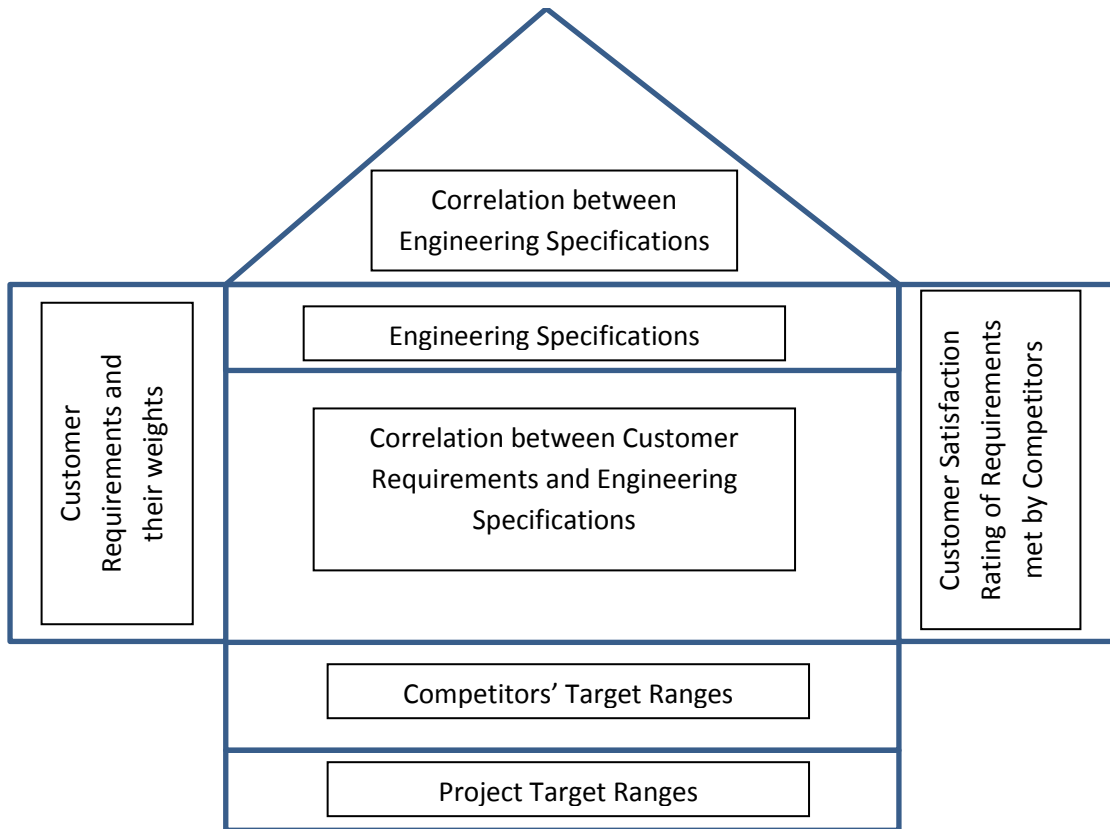 Correlation between
Engineering Specifications
Engineering Specifications
Customer
Requirements and
their weights
Correlation between Customer
Requirements and Engineering
Specifications
Customer Satisfaction
Rating of Requirements
met by Competitors
Competitors’ Target Ranges
Project Target Ranges